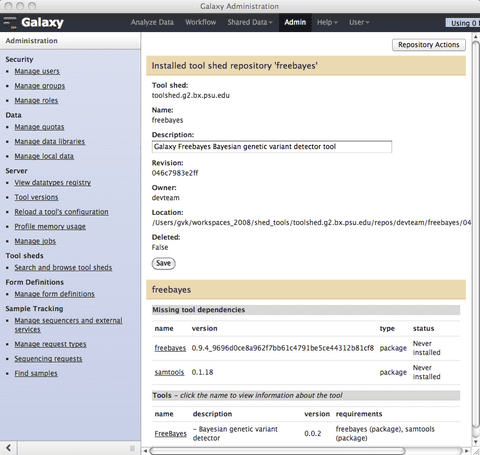 Galaxy Administration
Galaxy
Analyze Data
Workflow
Shared Data
Admin
Help
User
Using 0
Administration
Security
Manage users
Manage groups
Manage roles
Data
Manage quotas
Manage data libraries
Manage local data
Server
View datatypes registry
Tool versions
Reload a tool's configuration
Profile memory usage
Manage jobs
Tool sheds
Search and browse tool sheds
Form Definitions
Manage form definitions
Sample Tracking
Manage sequencers and external
services
Manage request types
Sequencing requests
Find samples
Repository Actions
Installed tool shed repository 'freebayes'
Tool shed:
toolshed.g2.bx.psu.edu
Name:
freebayes
Description:
Galaxy Freebayes Bayesian genetic variant detector tool
Revision:
046c7983e2ff
Owner:
devteam
Location:
/Users/gvk/workspaces_2008/shed_tools/toolshed.g2.bx.psu.edu/repos/devteam/freebayes/04
Deleted:
False
Save
freebayes
Missing tool dependencies
name version type status
freebayes 0.9.4_9696d0ce8a962f7bb61c4791be5ce44312b81cf8 package Never installed
samtools 0.1.18 package Never installed
Tools - click the name to view information about the tool
name description version requirements
FreeBayes - Bayesian genetic variant detector 0.0.2 freebayes (package), samtools (package)